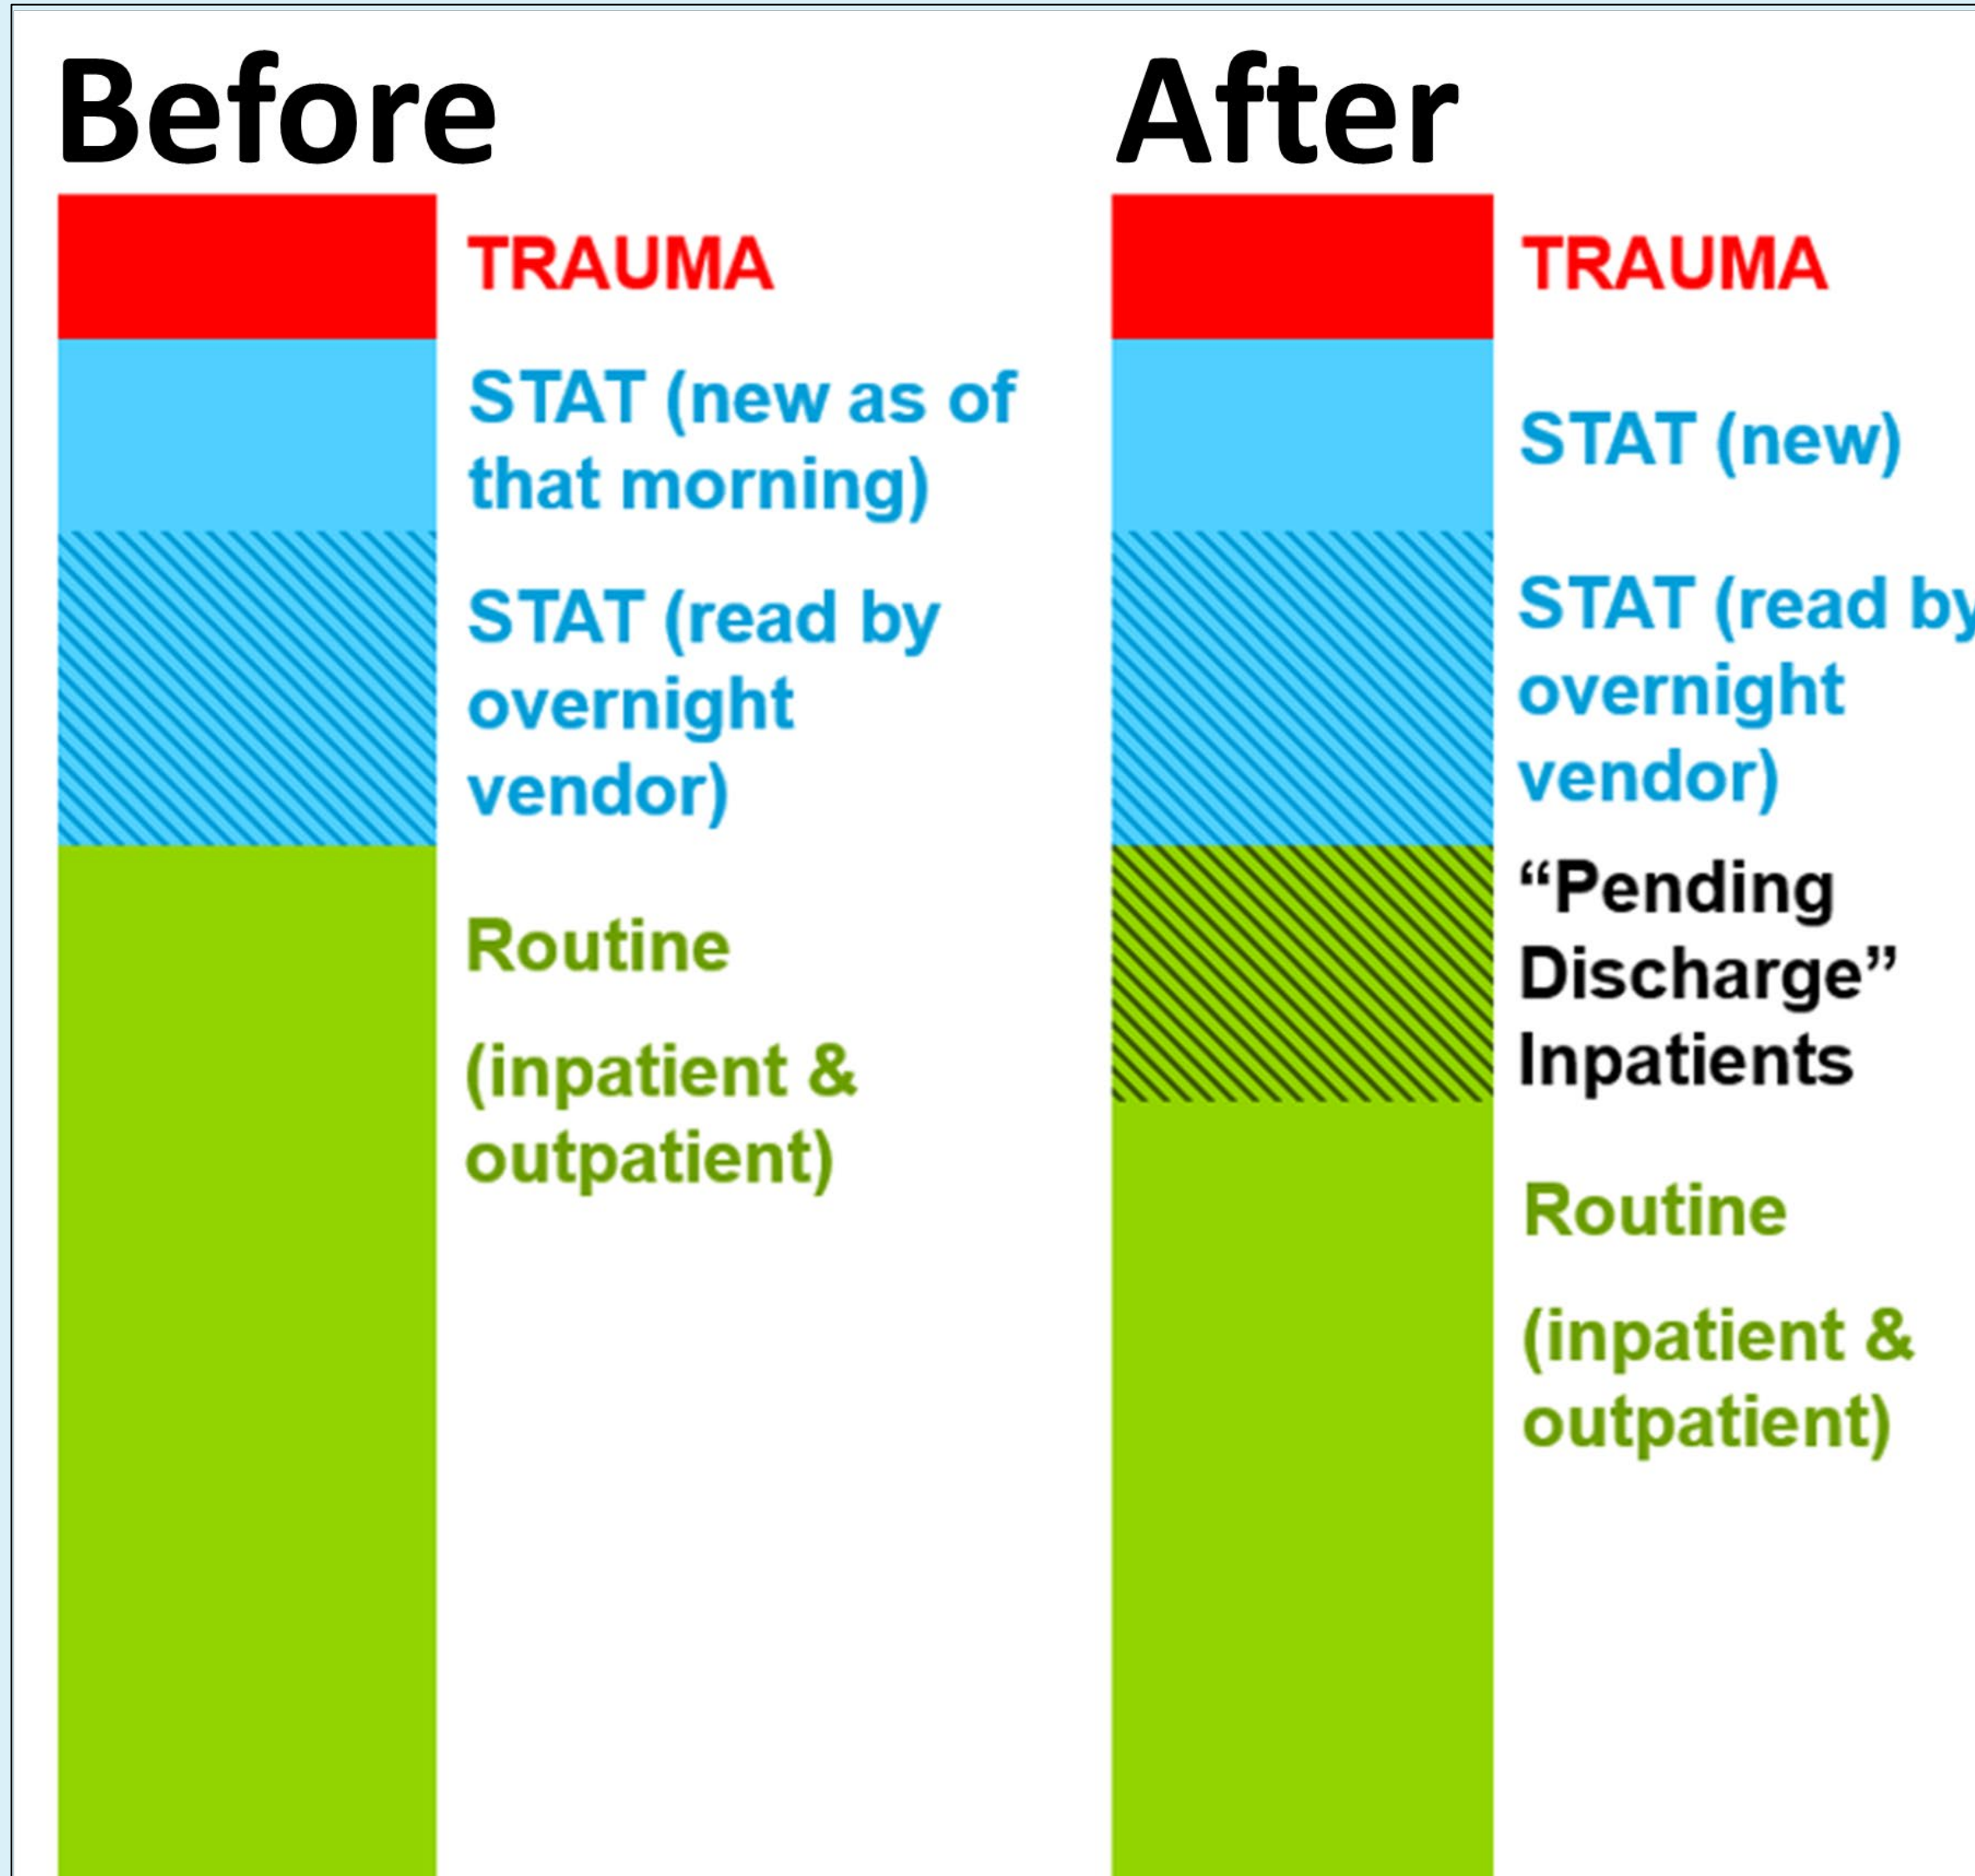 Before
TRAUMA
STAT (new as of
that morning)
STAT (read by
overnight
vendor)
Routine
(inpatient &
outpatient)
After
TRAUMA
STAT (new)
STAT (read by
overnight
vendor)
“Pending
Discharge”
Inpatients
Routine
(inpatient &
outpatient)